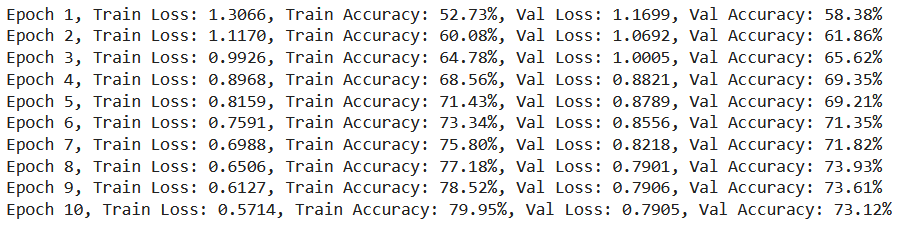 Epoch 1, Train Loss: 1.3066, Train Accuracy: 52.73%, Val Loss: 1.1699, Val Accuracy: 58.38%
Epoch 2, Train Loss: 1.1170, Train Accuracy: 60.08%, Val Loss: 1.0692, Val Accuracy: 61.86%
Epoch 3, Train Loss: 0.9926, Train Accuracy: 64.78%, Val Loss: 1.0005, Val Accuracy: 65.62%
Epoch 4, Train Loss: 0.8968, Train Accuracy: 68.56%, Val Loss: 0.8821, Val Accuracy: 69.35%
Epoch 5, Train Loss: 0.8159, Train Accuracy: 71.43%, Val Loss: 0.8789, Val Accuracy: 69.21%
Epoch 6, Train Loss: 0.7591, Train Accuracy: 73.34%, Val Loss: 0.8556, Val Accuracy: 71.35%
Epoch 7, Train Loss: 0.6988, Train Accuracy: 75.80%, Val Loss: 0.8218, Val Accuracy: 71.82%
Epoch 8, Train Loss: 0.6506, Train Accuracy: 77.18%, Val Loss: 0.7901, Val Accuracy: 73.93%
Epoch 9, Train Loss: 0.6127, Train Accuracy: 78.52%, Val Loss: 0.7906, Val Accuracy: 73.61%
Epoch 10, Train Loss: 0.5714, Train Accuracy: 79.95%, Val Loss: 0.7905, Val Accuracy: 73.12%